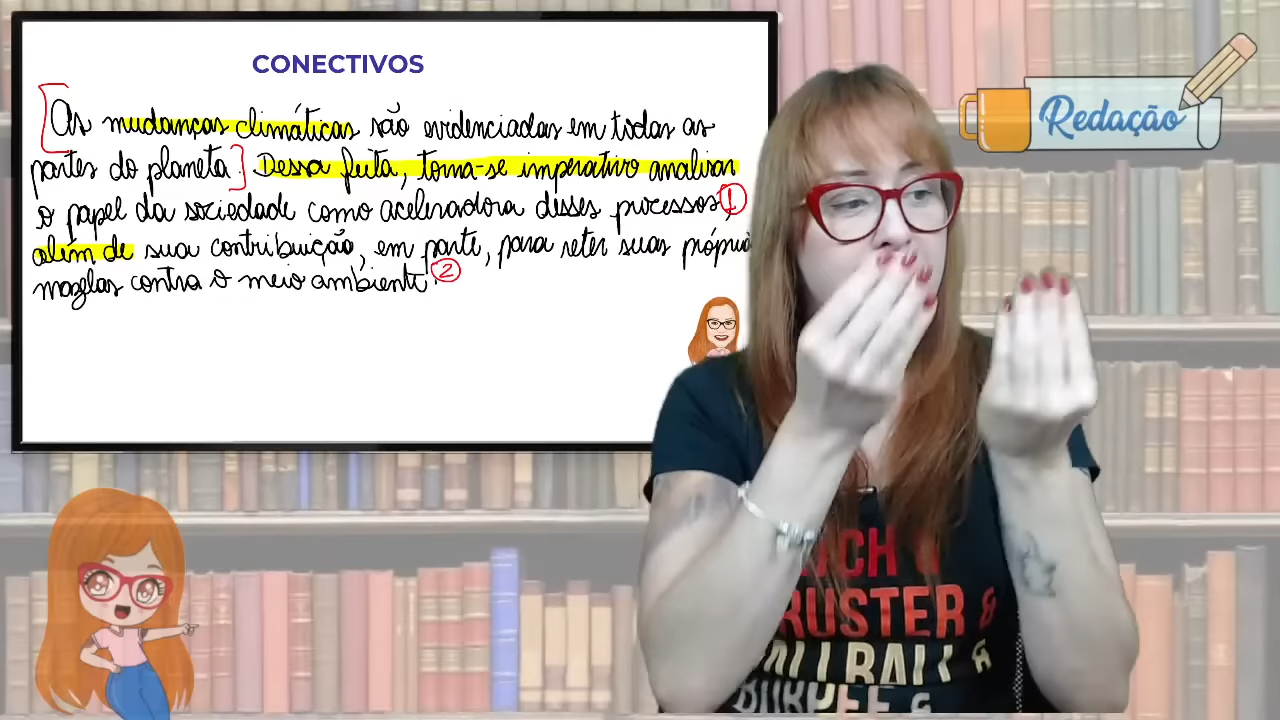 CONECTIVOS
As mudanças climáticas são evidenciadas em todas as
partes do planeta. Dessa feita, torna-se imperativo analisar
o papel da sociedade como aceleradora desses processos, 1
além de sua contribuição, em parte, para reter suas próprias
mazelas contra o meio ambiente. 2
Redação
BURPEE &